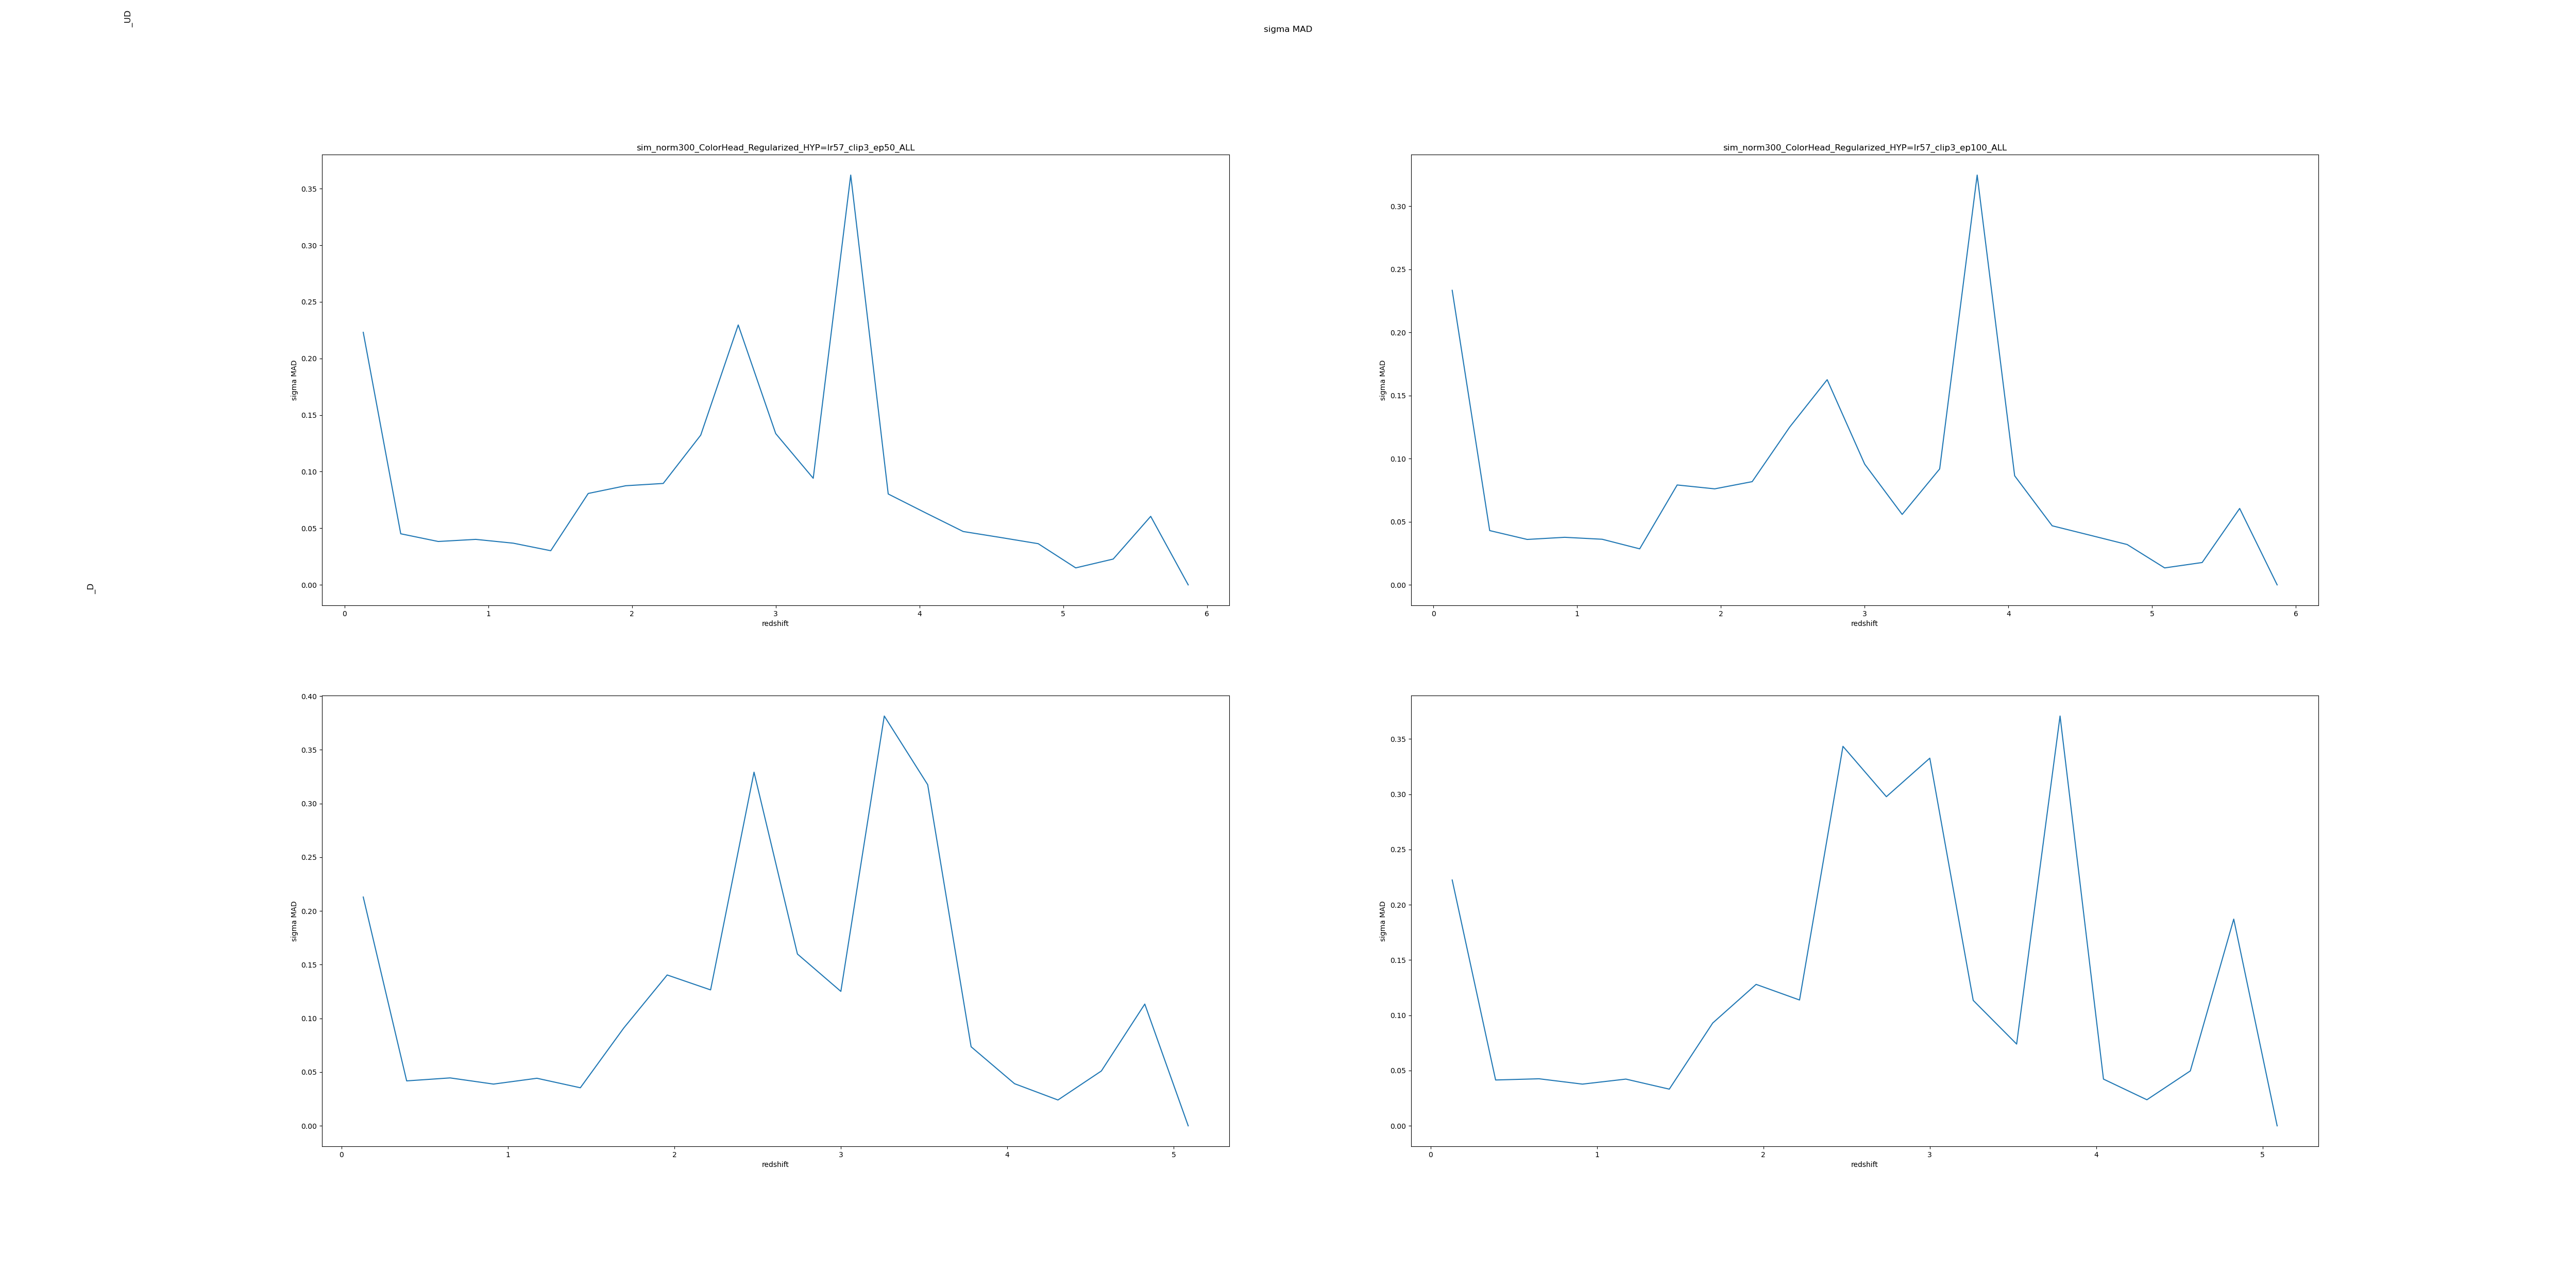 _UD
sigma MAD
sim_norm300_ColorHead_Regularized_HYP=lr57_clip3_ep50_ALL
0.35
0.30
0.25
0.20
0.15
0.10
0.05
0.00
sigma MAD
0 1 2 3 4 5 6
redshift
sim_norm300_ColorHead_Regularized_HYP=lr57_clip3_ep100_ALL
0.30
0.25
0.20
0.15
0.10
0.05
0.00
sigma MAD
0 1 2 3 4 5 6
redshift
_D
0.40
0.35
0.30
0.25
0.20
0.15
0.10
0.05
0.00
sigma MAD
0 1 2 3 4 5
redshift
0.35
0.30
0.25
0.20
0.15
0.10
0.05
0.00
sigma MAD
0 1 2 3 4 5
redshift